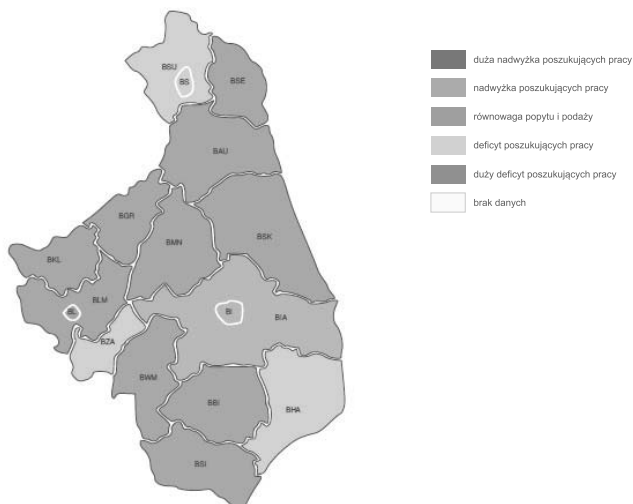 BSU
BS
BSE
BAU
BGR
BMN
BSK
BKL
BLM
BL
BI
BIA
BZA
BWM
BBI
BHA
BSI
duża nadwyżka poszukujących pracy
nadwyżka poszukujących pracy
równowaga popytu i podaży
deficyt poszukujących pracy
duży deficyt poszukujących pracy
brak danych